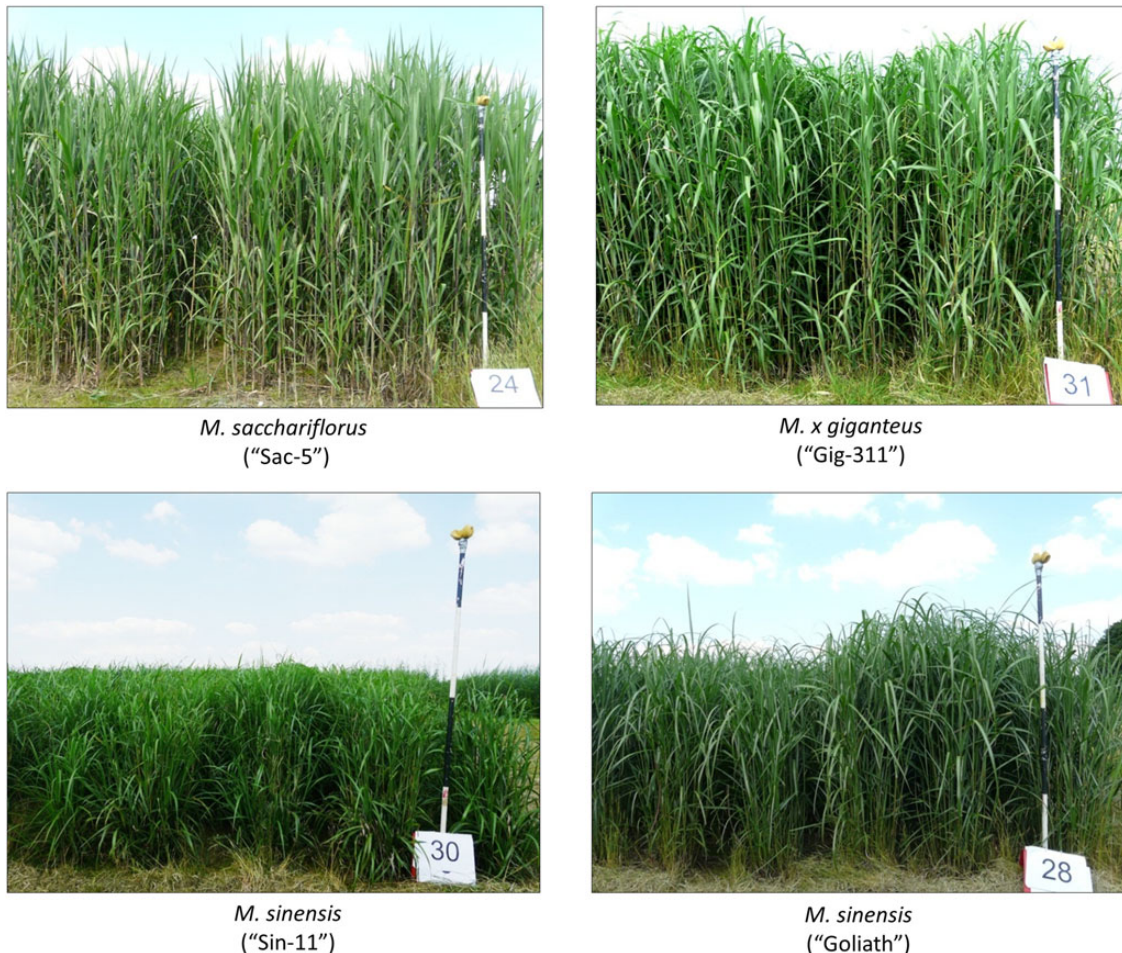 24
31
M. sacchariflorus
("Sac-5")
M. x giganteus
("Gig-311")
30
28
M. sinensis
("Sin-11")
M. sinensis
("Goliath")